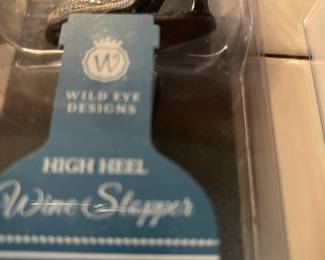 W
WILD EYE
DESIGNS
HIGH HEEL
Wine Stopper